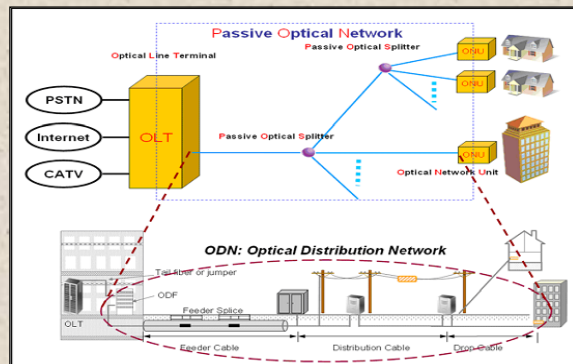 Passive Optical Network
Passive Optical Splitter
Optical Line Terminal
ONU
ONU
PSTN
Internet
CATV
OLT
Passive Optical Splitter
ONU
Optical Network Unit
ODN: Optical Distribution Network
Tail fiber or jumper
ODF
OLT
Feeder Splice
Feeder Cable
Distribution Cable
Drop Cable